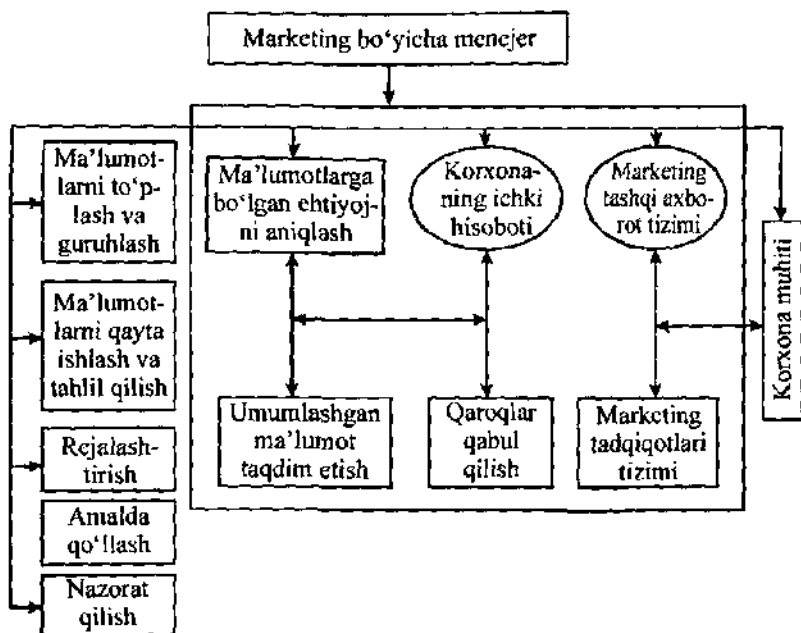 Marketing bo‘yicha menejer
Ma’lumot-
larni to‘p-
lash va
guruhlash
Ma’lumot-
larni qayta
ishlash va
tahlil qilish
Rejalash-
tirish
Amalda
qo‘llash
Nazorat
qilish
Ma’lumotlarga
bo‘lgan ehtiyoj-
ni aniqlash
Korxona-
ning ichki
hisoboti
Marketing
tashqi axbo-
rot tizimi
Umumlashgan
ma’lumot
taqdim etish
Qaroqlar
qabul
qilish
Marketing
tadqiqotlari
tizimi
Korxona muhiti